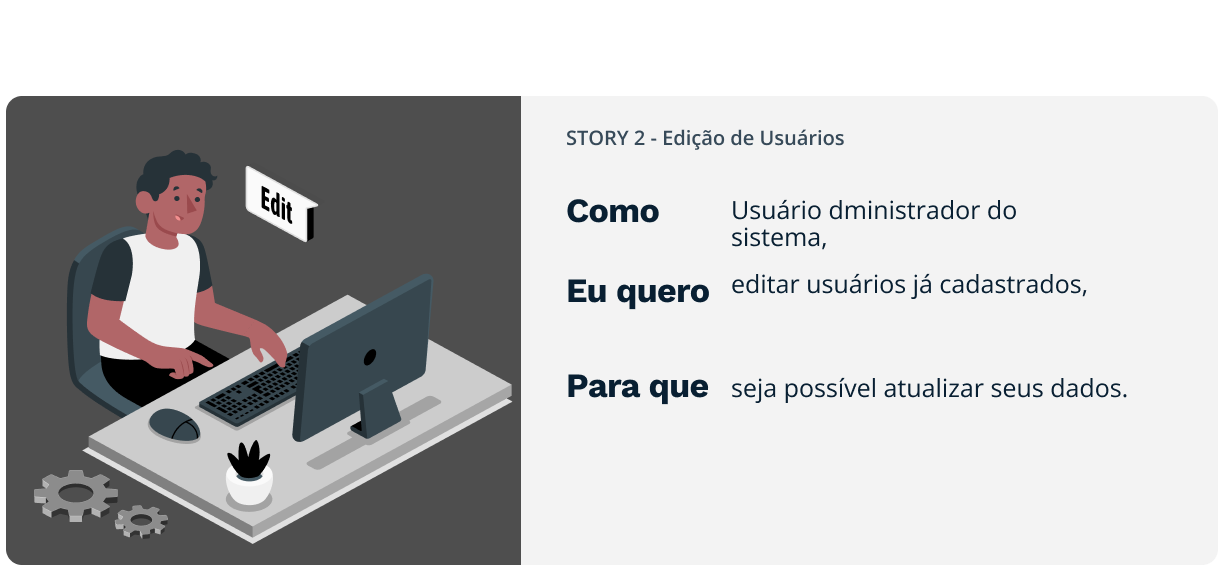 Edit
STORY 2 - Edição de Usuários
Como
Usuário dministrador do
sistema,
Eu quero
editar usuários já cadastrados,
Para que
seja possível atualizar seus dados.